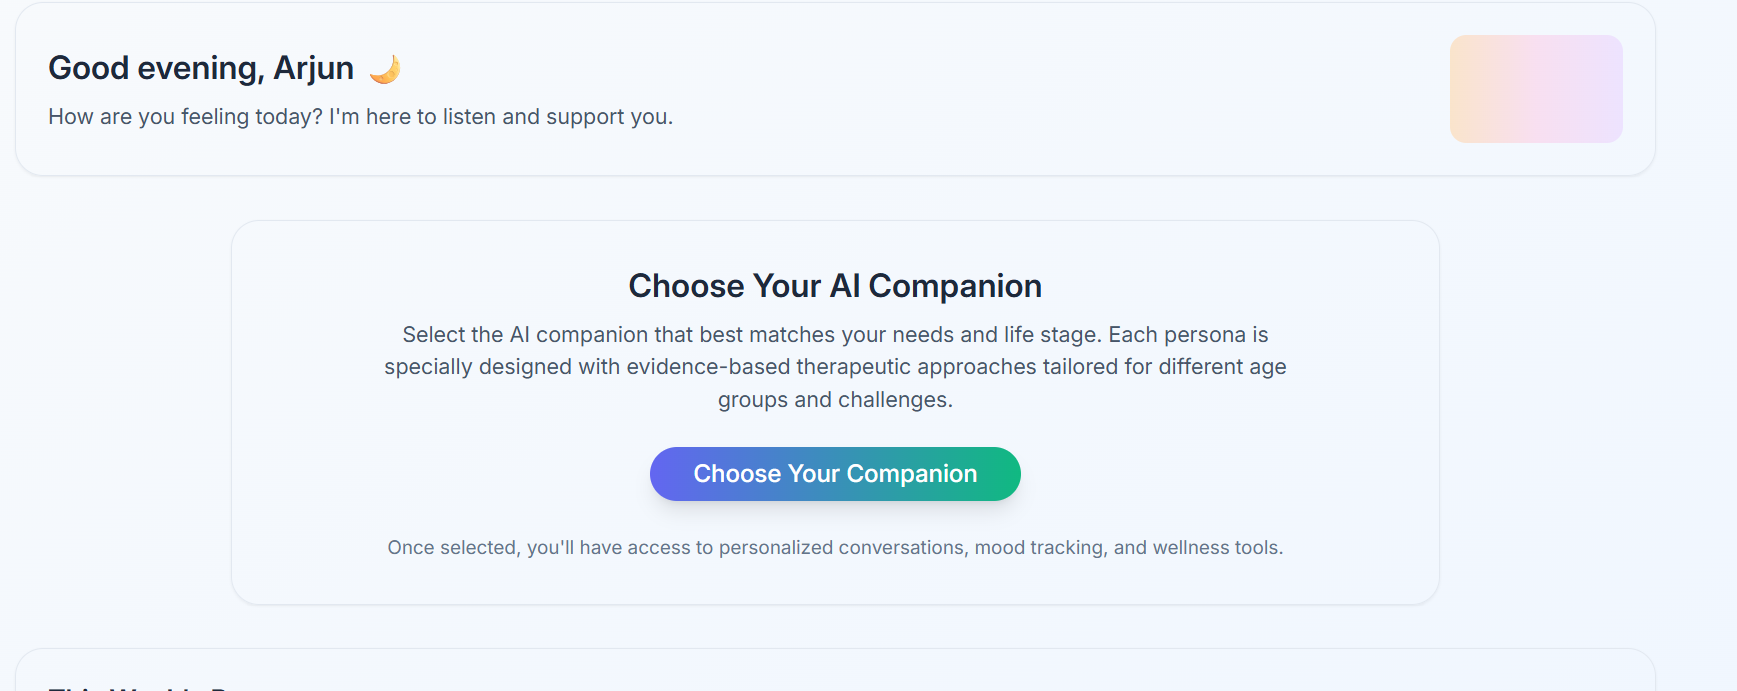 Good evening, Arjun 🌙
How are you feeling today? I'm here to listen and support you.
Choose Your AI Companion
Select the AI companion that best matches your needs and life stage. Each persona is
specially designed with evidence-based therapeutic approaches tailored for different age
groups and challenges.
Choose Your Companion
Once selected, you'll have access to personalized conversations, mood tracking, and wellness tools.